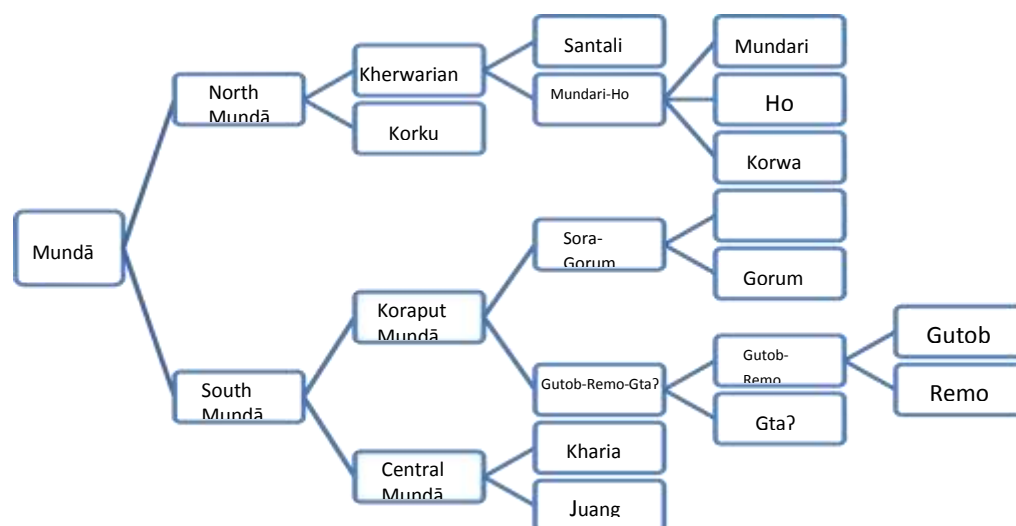 Mundā
North
Mundā
Kherwarian
Korku
Santali
Mundari-Ho
Mundari
Ho
Korwa
South
Mundā
Koraput
Mundā
Sora-
Gorum
Gorum
Gutob-Remo-Gtaʔ
Gutob-
Remo
Gutob
Remo
Gtaʔ
Central
Mundā
Kharia
Juang